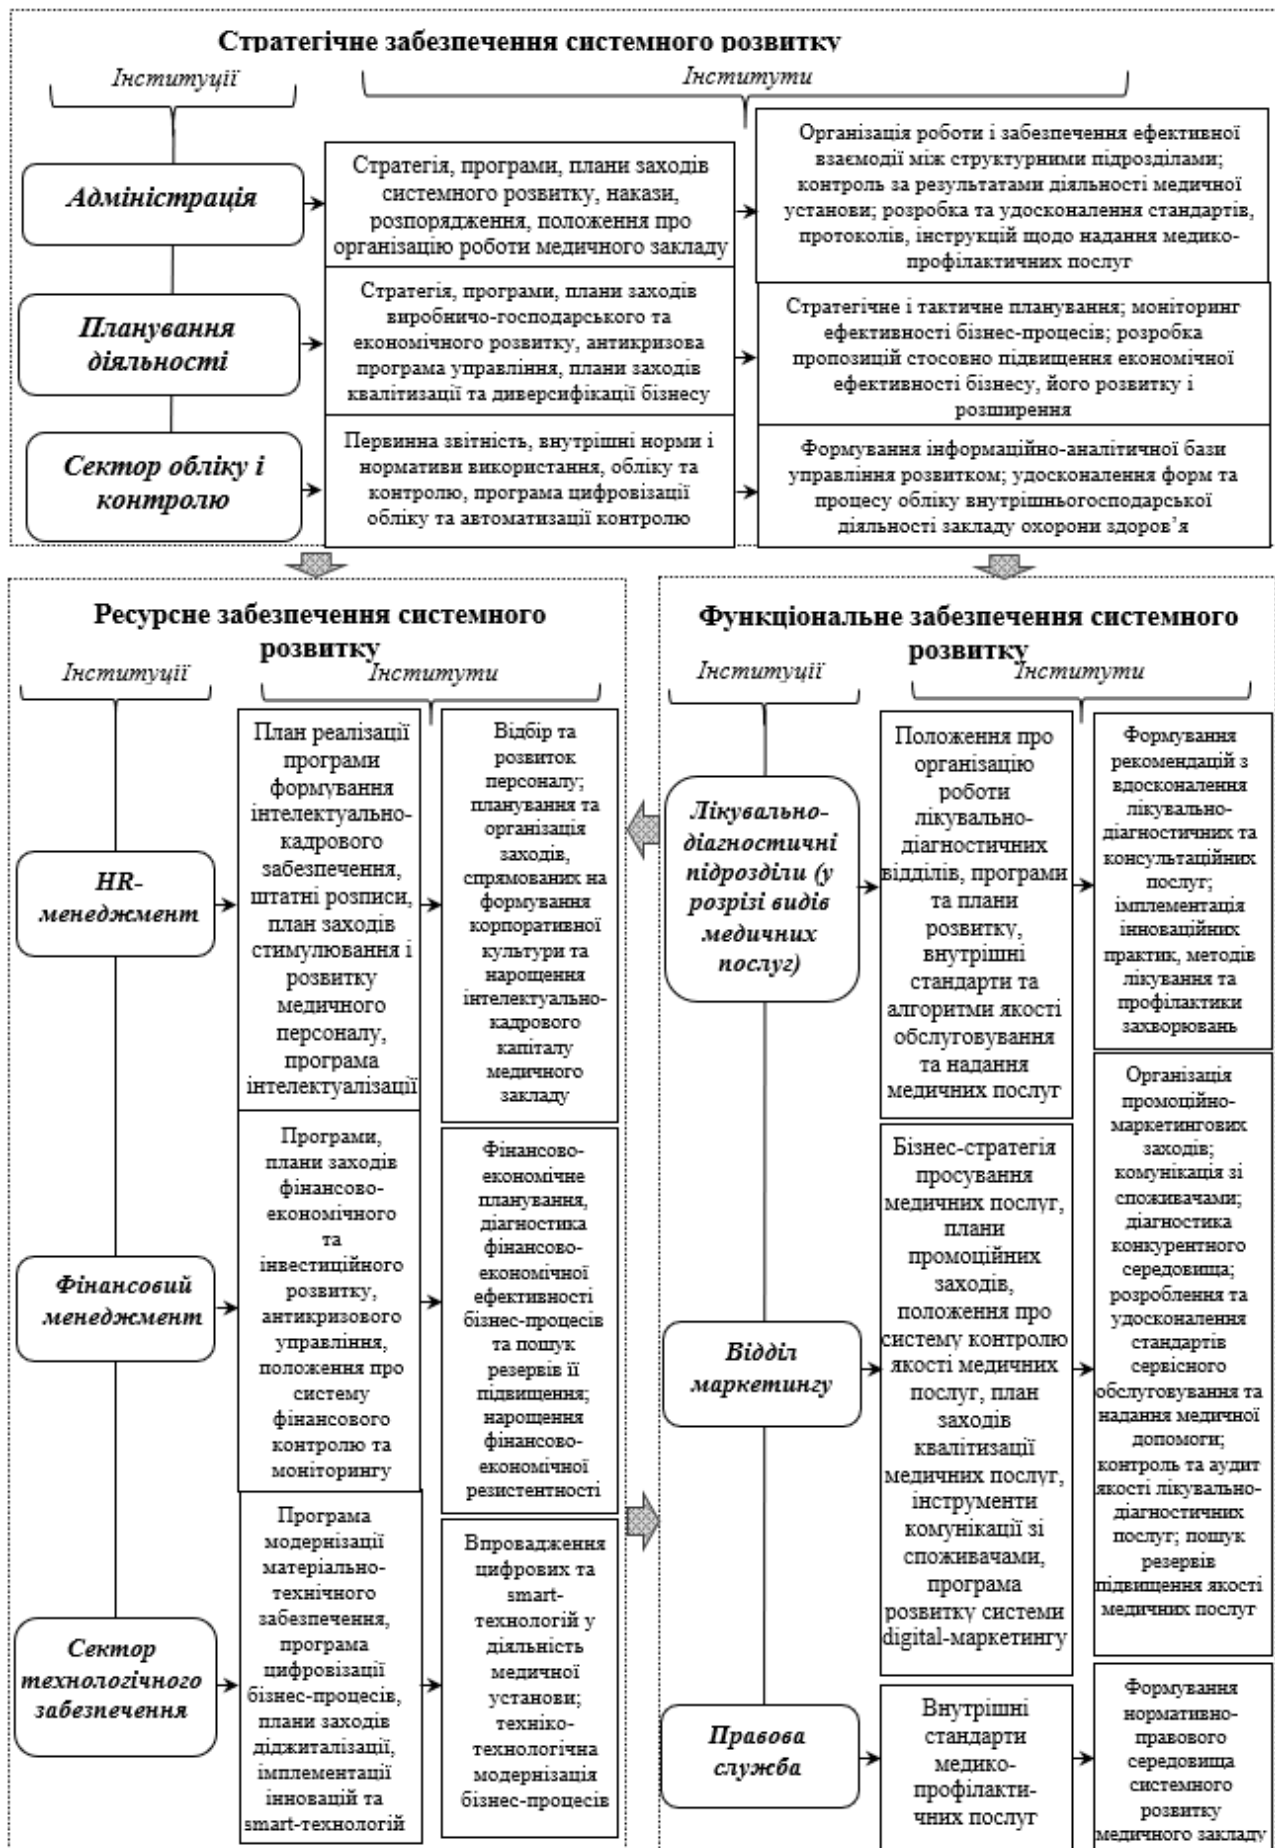 Стратегічне забезпечення системного розвитку
Інституції
Інститути
Адміністрація
Стратегія, програми, плани заходів
системного розвитку, накази,
розпорядження, положення про
організацію роботи медичного закладу
Організація роботи і забезпечення ефективної
взаємодії між структурними підрозділами;
контроль за результатами діяльності медичної
установи; розробка та удосконалення стандартів,
протоколів, інструкцій щодо надання медико-
профілактичних послуг
Планування
діяльності
Стратегія, програми, плани заходів
виробничо-господарського та
економічного розвитку, антикризова
програма управління, плани заходів
квалітизації та диверсифікації бізнесу
Стратегічне і тактичне планування; моніторинг
ефективності бізнес-процесів; розробка
пропозицій стосовно підвищення економічної
ефективності бізнесу, його розвитку і
розширення
Сектор обліку і
контролю
Первинна звітність, внутрішні норми і
нормативи використання, обліку та
контролю, програма цифровізації
обліку та автоматизації контролю
Формування інформаційно-аналітичної бази
управління розвитком; удосконалення форм та
процесу обліку внутрішньогосподарської
діяльності закладу охорони здоров’я
Ресурсне забезпечення системного
розвитку
Інституції
Інститути
HR-
менеджмент
План реалізації
програми
формування
інтелектуально-
кадрового
забезпечення,
штатні розписи,
план заходів
стимулювання і
розвитку
медичного
персоналу,
програма
інтелектуалізації
Відбір та
розвиток
персоналу;
планування та
організація
заходів,
спрямованих на
формування
корпоративної
культури та
нарощення
інтелектуально-
кадрового
капіталу
медичного
закладу
Фінансовий
менеджмент
Програми,
плани заходів
фінансово-
економічного
та
інвестиційного
розвитку,
антикризового
управління,
положення про
систему
фінансового
контролю та
моніторингу
Фінансово-
економічне
планування,
діагностика
фінансово-
економічної
ефективності
бізнес-процесів
та пошук
резервів її
підвищення;
нарощення
фінансово-
економічної
резистентності
Сектор
технологічного
забезпечення
Програма
модернізації
матеріально-
технічного
забезпечення,
програма
цифровізації
бізнес-процесів,
плани заходів
діджиталізації,
імплементації
інновацій та
smart-технологій
Впровадження
цифрових та
smart-
технологій у
діяльність
медичної
установи;
техніко-
технологічна
модернізація
бізнес-процесів
Функціональне забезпечення системного
розвитку
Інституції
Інститути
Лікувально-
діагностичні
підрозділи (у
розрізі видів
медичних
послуг)
Положення про
організацію
роботи
лікувально-
діагностичних
відділів, програми
та плани
розвитку,
внутрішні
стандарти та
алгоритми якості
обслуговування
та надання
медичних послуг
Формування
рекомендацій з
вдосконалення
лікувально-
діагностичних та
консультаційних
послуг;
імплементація
інноваційних
практик, методів
лікування та
профілактики
захворювань
Відділ
маркетингу
Бізнес-стратегія
просування
медичних послуг,
плани
промоційних
заходів,
положення про
систему контролю
якості медичних
послуг, план
заходів
квалітизації
медичних послуг,
інструменти
комунікації зі
споживачами,
програма
розвитку системи
digital-маркетингу
Організація
промоційно-
маркетингових
заходів;
комунікація зі
споживачами;
діагностика
конкурентного
середовища;
розроблення та
удосконалення
стандартів
сервісного
обслуговування та
надання медичної
допомоги;
контроль та аудит
якості лікувально-
діагностичних
послуг; пошук
резервів
підвищення якості
медичних послуг
Правова
служба
Внутрішні
стандарти
медико-
профілакти-
чних послуг
Формування
нормативно-
правового
середовища
системного
розвитку
медичного закладу